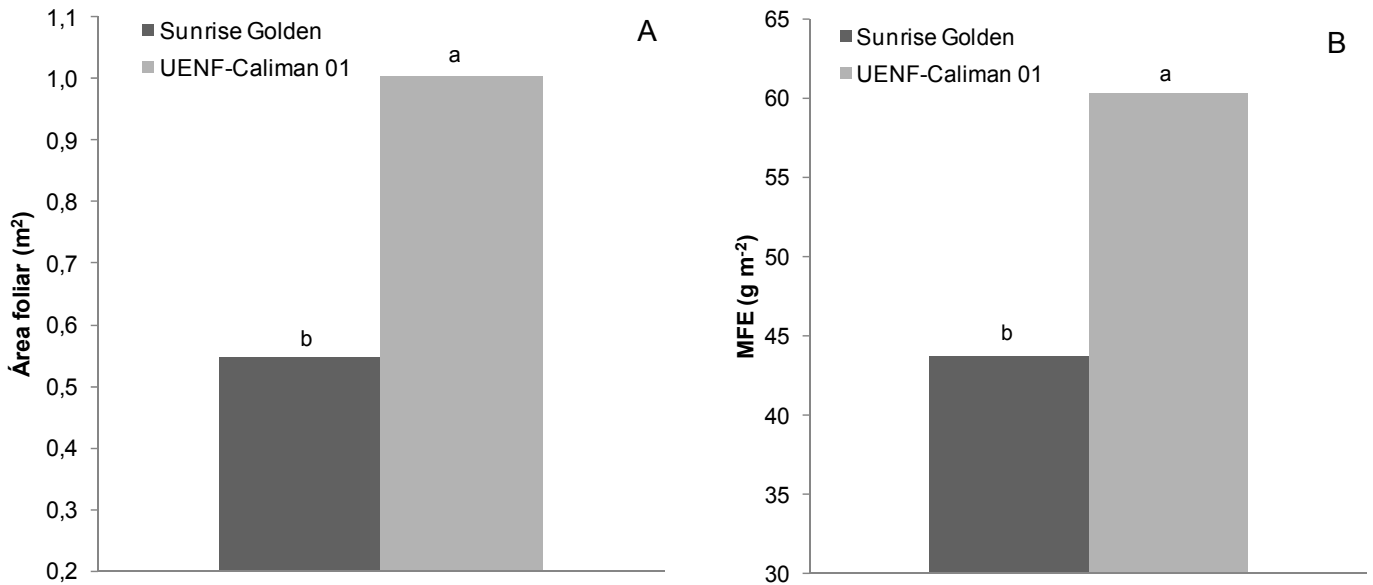 Sunrise Golden
UENF-Caliman 01
A
a
b
1,1
1,0
0,9
0,8
0,7
0,6
0,5
0,4
0,3
0,2
Área foliar (m²)
Sunrise Golden
UENF-Caliman 01
B
a
b
65
60
55
50
45
40
35
30
MFE (g m⁻²)